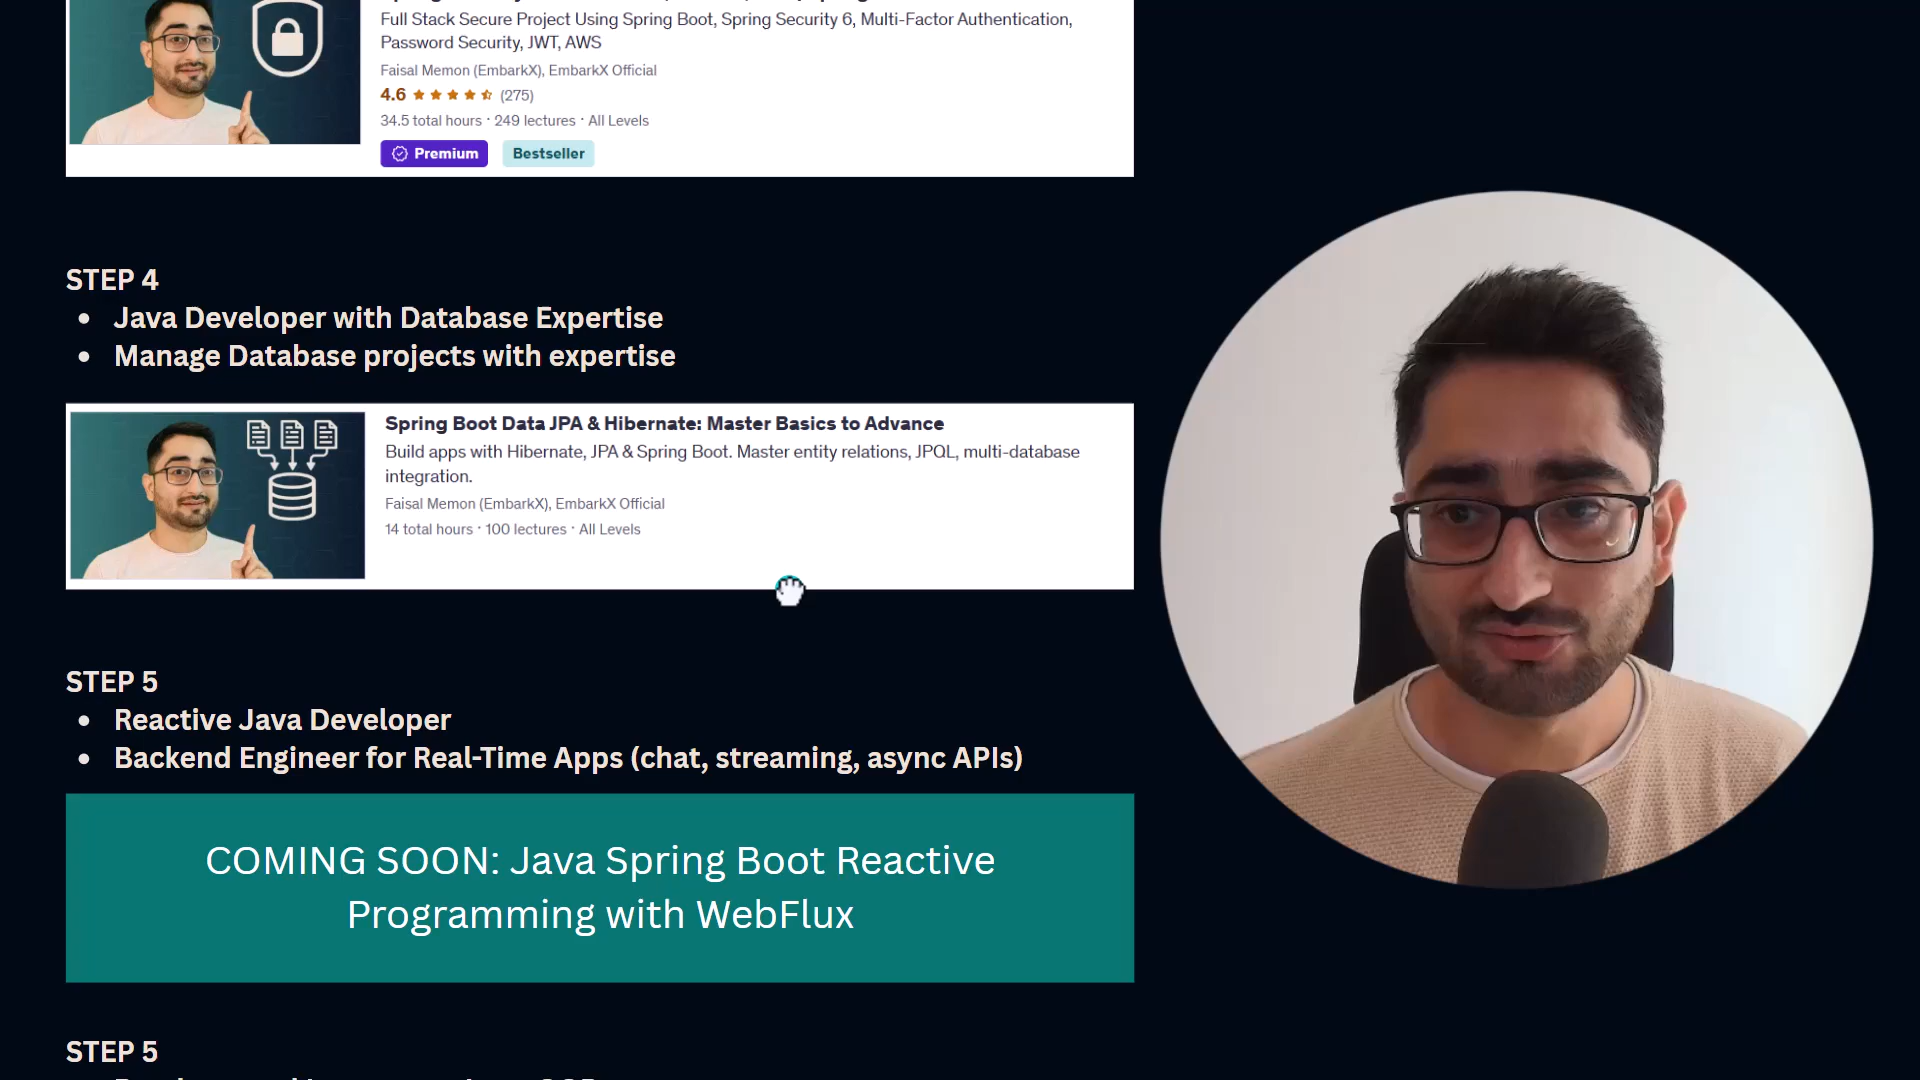 Full Stack Secure Project Using Spring Boot, Spring Security 6, Multi-Factor Authentication,
Password Security, JWT, AWS
Faisal Memon (EmbarkX), EmbarkX Official
4.6 (275)
34.5 total hours · 249 lectures · All Levels
Premium Bestseller
STEP 4
• Java Developer with Database Expertise
• Manage Database projects with expertise
Spring Boot Data JPA & Hibernate: Master Basics to Advance
Build apps with Hibernate, JPA & Spring Boot. Master entity relations, JPQL, multi-database
integration.
Faisal Memon (EmbarkX), EmbarkX Official
14 total hours · 100 lectures · All Levels
STEP 5
• Reactive Java Developer
• Backend Engineer for Real-Time Apps (chat, streaming, async APIs)
COMING SOON: Java Spring Boot Reactive
Programming with WebFlux
STEP 5